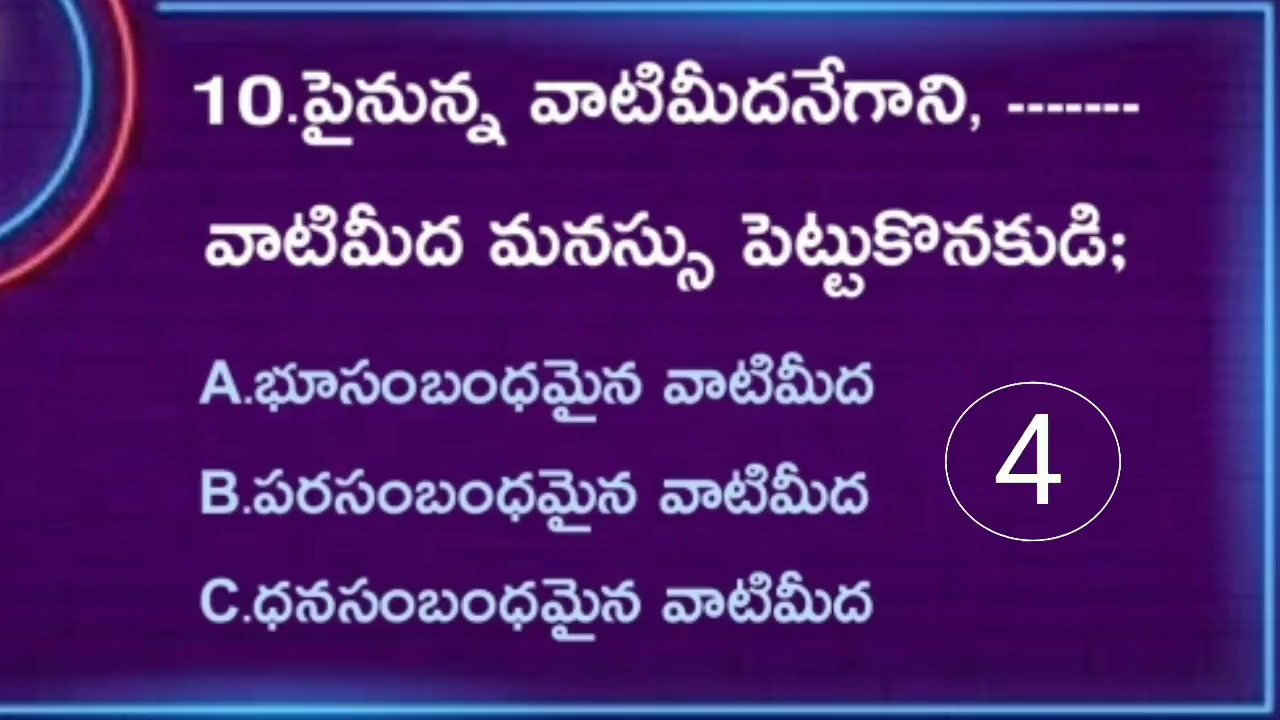 10.పైనున్న వాటిమీదనేగాని, -------
వాటిమీద మనస్సు పెట్టుకొనకుడి;
A.భూసంబంధమైన వాటిమీద
B.పరసంబంధమైన వాటిమీద
4
C.ధనసంబంధమైన వాటిమీద